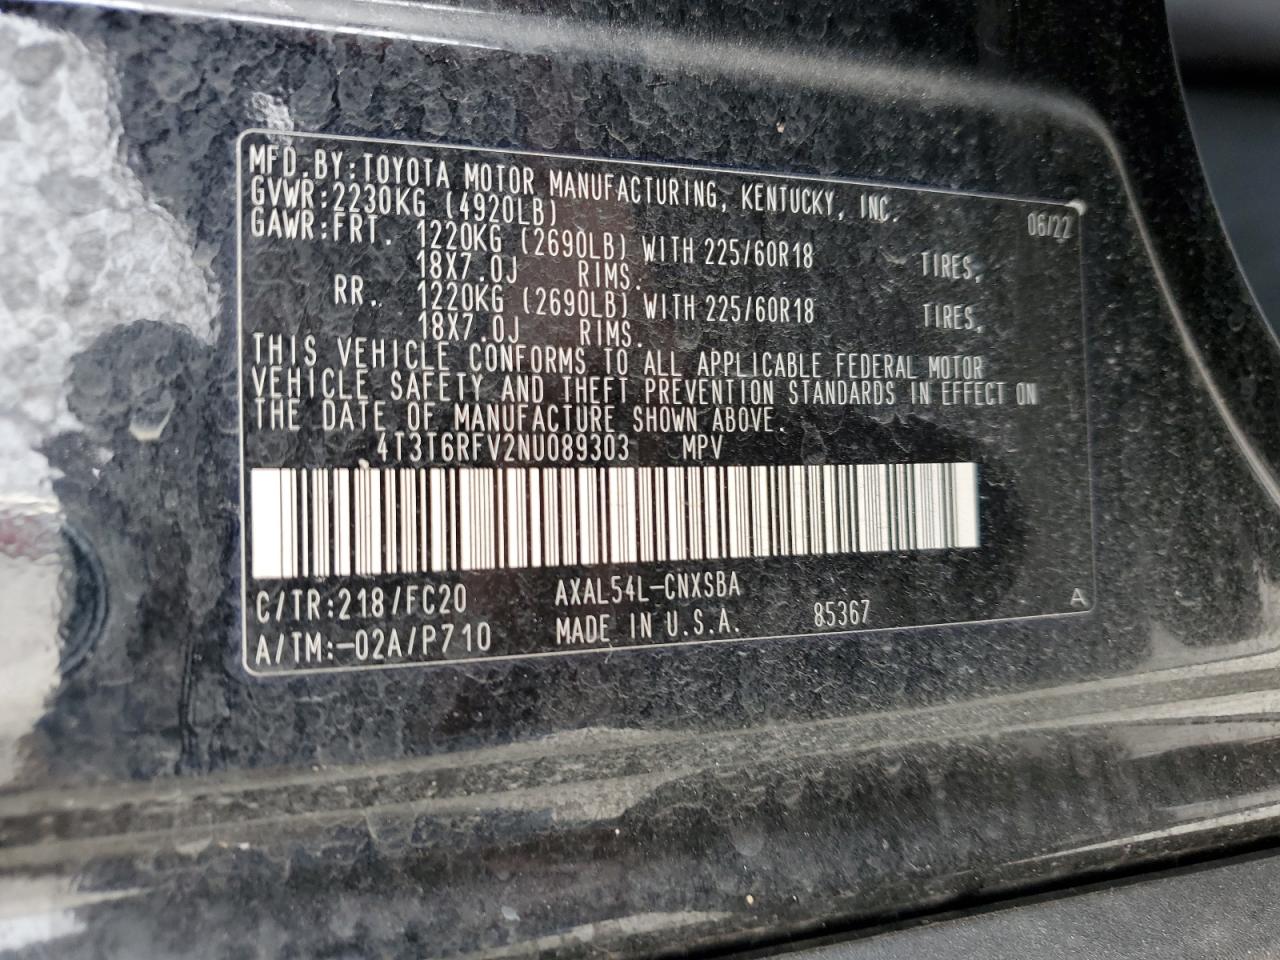 MFD.BY:TOYOTA MOTOR MANUFACTURING, KENTUCKY, INC. 06/22
GVWR:2230KG (4920LB)
GAWR:FRT. 1220KG (2690LB) WITH 225/60R18 TIRES,
18X7.0J RIMS.
RR. 1220KG (2690LB) WITH 225/60R18 TIRES,
18X7.0J RIMS.
THIS VEHICLE CONFORMS TO ALL APPLICABLE FEDERAL MOTOR
VEHICLE SAFETY AND THEFT PREVENTION STANDARDS IN EFFECT ON
THE DATE OF MANUFACTURE SHOWN ABOVE.
4T3T6RFV2NU089303 MPV
C/TR:218/FC20 AXAL54L-CNXSBA
A/TM:-02A/P710 MADE IN U.S.A. 85367 A